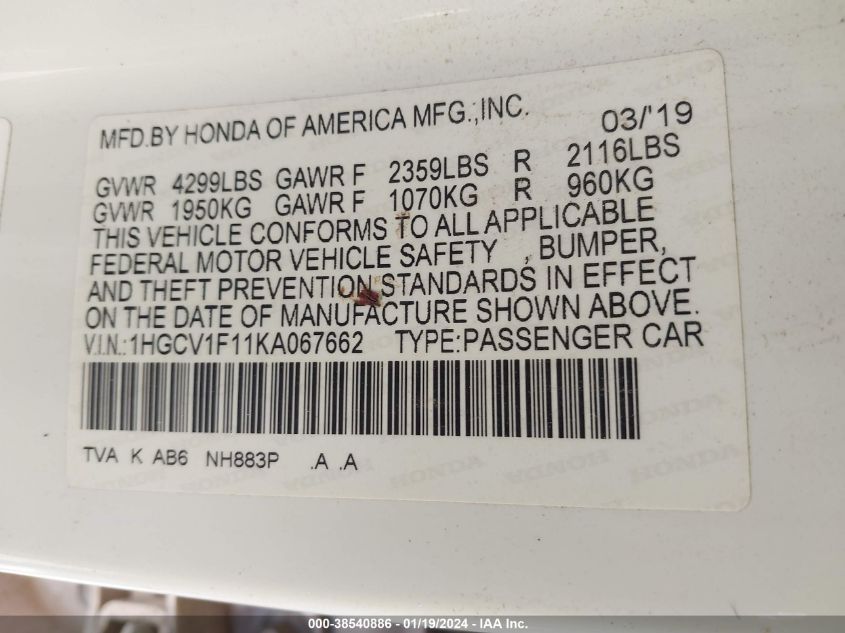 MFD.BY HONDA OF AMERICA MFG.,INC. 03/'19
GVWR 4299LBS GAWR F 2359LBS R 2116LBS
GVWR 1950KG GAWR F 1070KG R 960KG
THIS VEHICLE CONFORMS TO ALL APPLICABLE
FEDERAL MOTOR VEHICLE SAFETY , BUMPER,
AND THEFT PREVENTION STANDARDS IN EFFECT
ON THE DATE OF MANUFACTURE SHOWN ABOVE.
V.I.N.:1HGCV1F11KA067662 TYPE:PASSENGER CAR
TVA K AB6 NH883P .A .A
HONDA HONDA HONDA
000-38540886 - 01/19/2024 - IAA Inc.